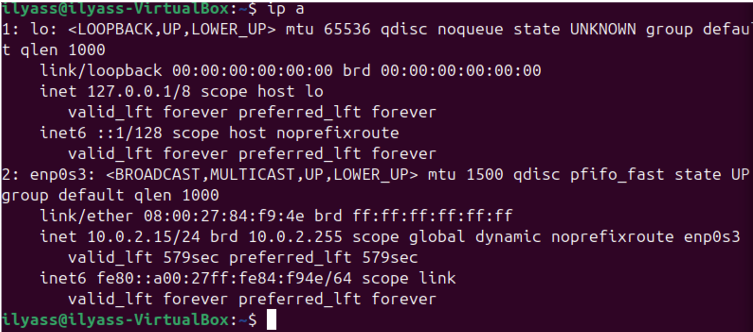 ilyass@ilyass-VirtualBox:~$ ip a
1: lo: <LOOPBACK,UP,LOWER_UP> mtu 65536 qdisc noqueue state UNKNOWN group defau
t qlen 1000
    link/loopback 00:00:00:00:00:00 brd 00:00:00:00:00:00
    inet 127.0.0.1/8 scope host lo
       valid_lft forever preferred_lft forever
    inet6 ::1/128 scope host noprefixroute
       valid_lft forever preferred_lft forever
2: enp0s3: <BROADCAST,MULTICAST,UP,LOWER_UP> mtu 1500 qdisc pfifo_fast state UP
group default qlen 1000
    link/ether 08:00:27:84:f9:4e brd ff:ff:ff:ff:ff:ff
    inet 10.0.2.15/24 brd 10.0.2.255 scope global dynamic noprefixroute enp0s3
       valid_lft 579sec preferred_lft 579sec
    inet6 fe80::a00:27ff:fe84:f94e/64 scope link
       valid_lft forever preferred_lft forever
ilyass@ilyass-VirtualBox:~$